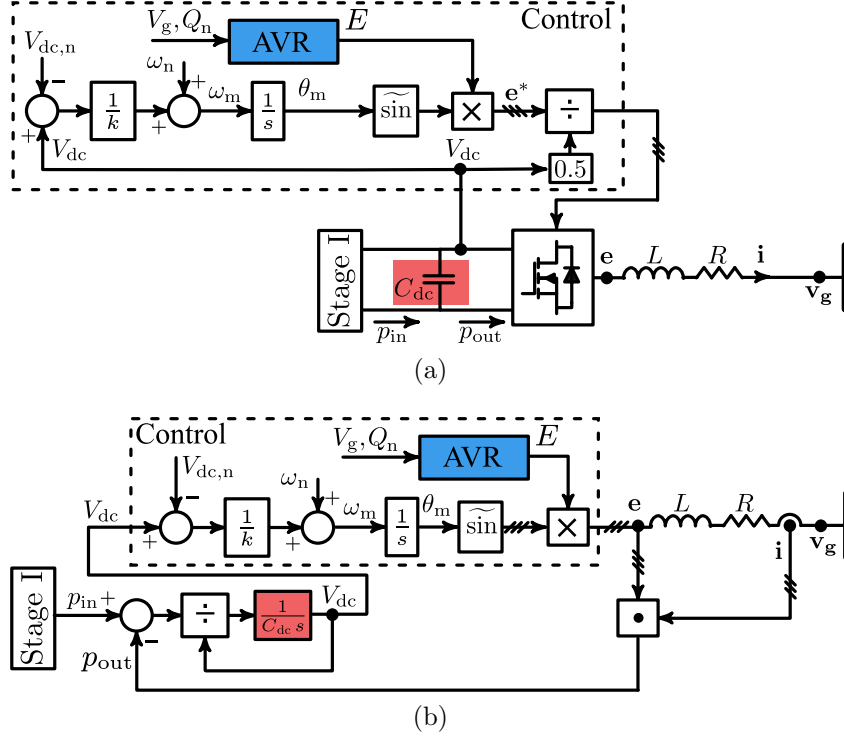 V_g, Q_n E Control
AVR
V_dc,n
−
ω_n
+
1/k
ω_m
1/s
θ_m
sin
×
e*
÷
+
+
V_dc
V_dc
0.5
Stage I
C_dc
p_in
p_out
e
L
R
i
v_g
(a)
Control
V_g, Q_n E
AVR
V_dc,n
−
ω_n
+
V_dc
+
1/k
+
ω_m
1/s
θ_m
sin
×
e
L
R
i
v_g
Stage I
p_in +
−
p_out
÷
1/(C_dc s)
V_dc
•
(b)